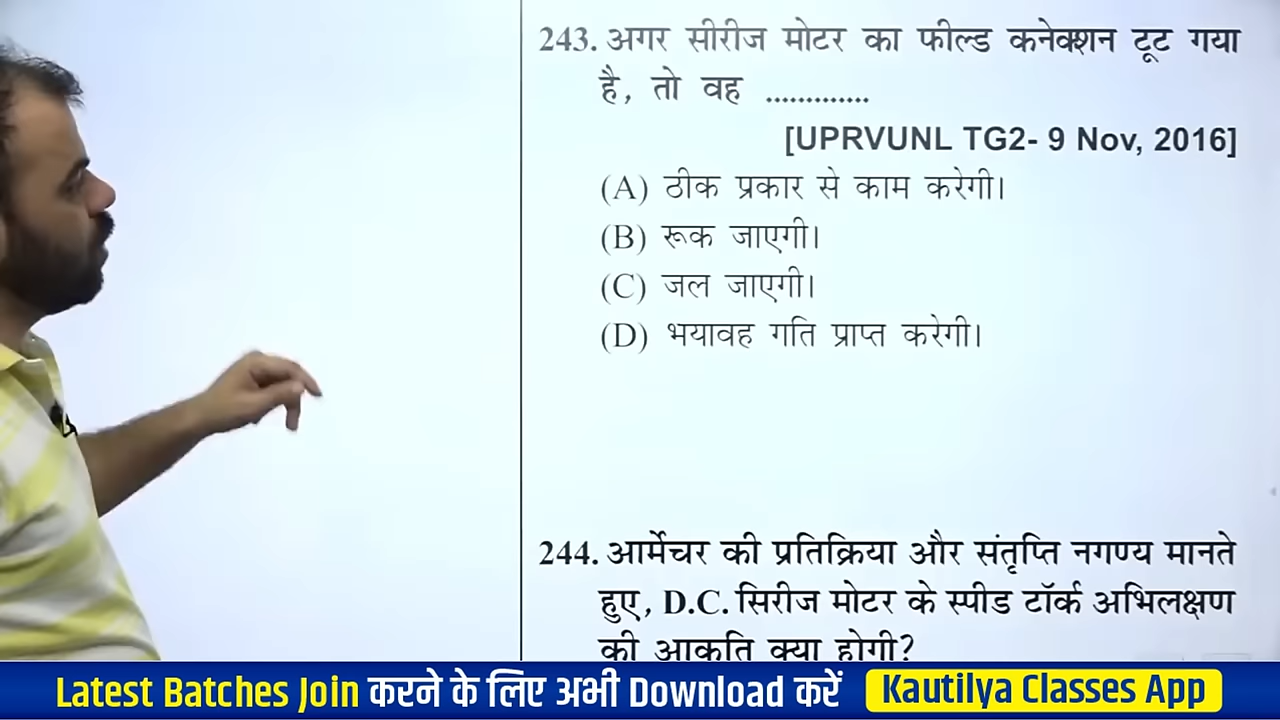 243. अगर सीरीज मोटर का फील्ड कनेक्शन टूट गया
है, तो वह .............
[UPRVUNL TG2- 9 Nov, 2016]
(A) ठीक प्रकार से काम करेगी।
(B) रूक जाएगी।
(C) जल जाएगी।
(D) भयावह गति प्राप्त करेगी।
244. आर्मेचर की प्रतिक्रिया और संतृप्ति नगण्य मानते
हुए, D.C. सिरीज मोटर के स्पीड टॉर्क अभिलक्षण
की आकृति क्या होगी?
Latest Batches Join करने के लिए अभी Download करें Kautilya Classes App